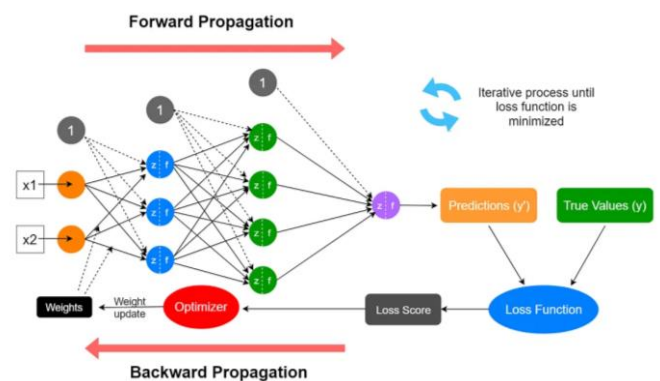 Forward Propagation
1
1
1
Iterative process until
loss function is
minimized
z f
z f
x1
z f
z f
z f
Predictions (y')
True Values (y)
x2
z f
z f
z f
Weights
Weight
update
Optimizer
Loss Score
Loss Function
Backward Propagation